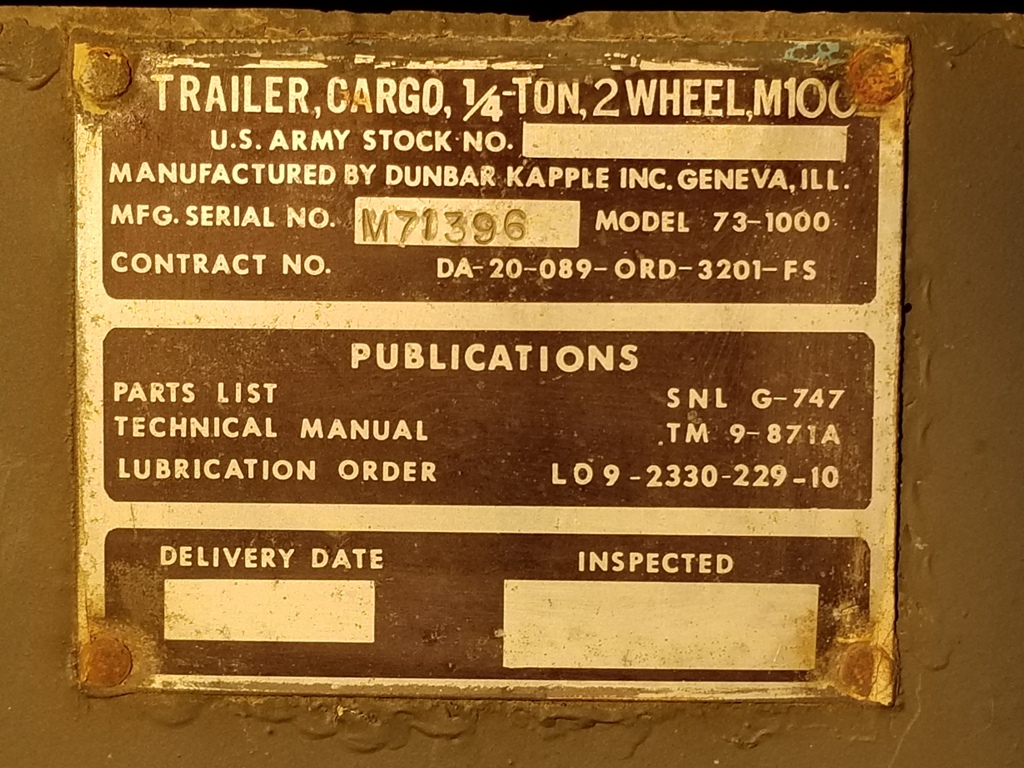 TRAILER, CARGO, 1/4-TON, 2 WHEEL, M100
U.S. ARMY STOCK NO.
MANUFACTURED BY DUNBAR KAPPLE INC. GENEVA, ILL.
MFG. SERIAL NO. M71396 MODEL 73-1000
CONTRACT NO. DA-20-089-ORD-3201-FS
PUBLICATIONS
PARTS LIST SNL G-747
TECHNICAL MANUAL TM 9-871A
LUBRICATION ORDER LO 9-2330-229-10
DELIVERY DATE INSPECTED